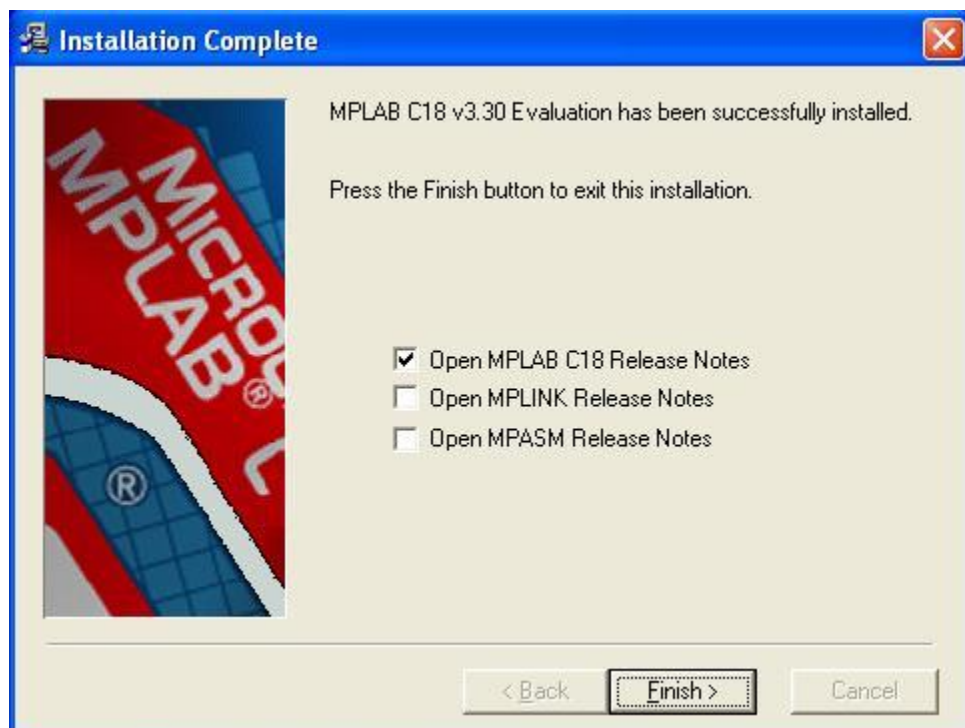 Installation Complete
MPLAB C18 v3.30 Evaluation has been successfully installed.
Press the Finish button to exit this installation.
MPLAB®
®
Open MPLAB C18 Release Notes
Open MPLINK Release Notes
Open MPASM Release Notes
< Back
Finish >
Cancel